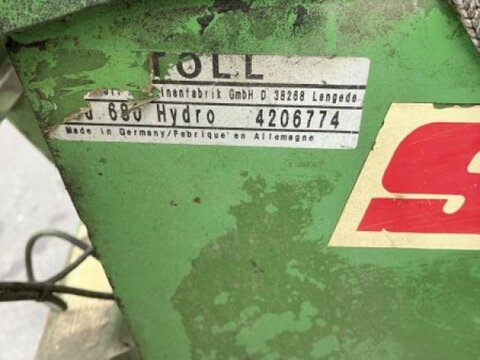 TOLL
inenfabrik GmbH D 38268 Lengede
680 Hydro 4206774
Made in Germany/Fabrique' en Allemagne
S